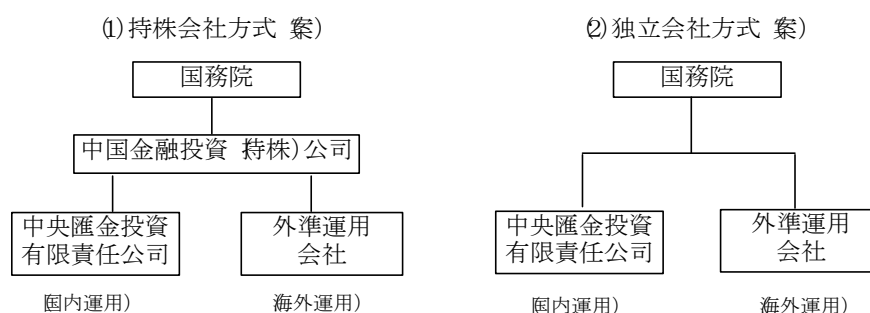 (1)持株会社方式(案)
(2)独立会社方式(案)
国務院
国務院
中国金融投資(持株)公司
中央匯金投資
有限責任公司
外準運用
会社
中央匯金投資
有限責任公司
外準運用
会社
(国内運用)
(海外運用)
(国内運用)
(海外運用)